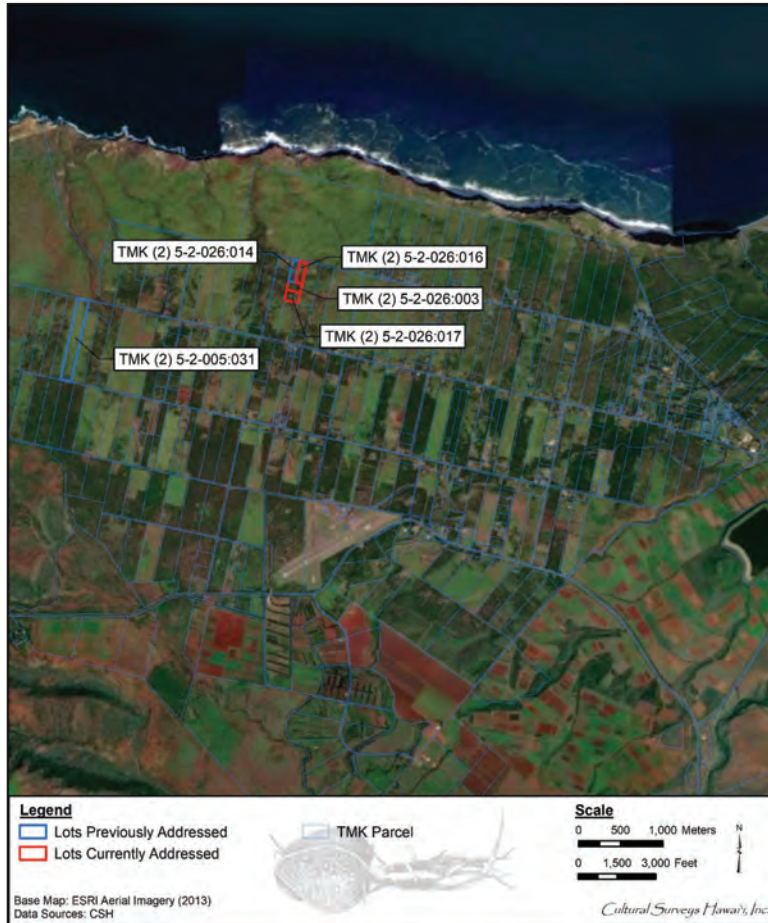 TMK (2) 5-2-026:014
TMK (2) 5-2-026:016
TMK (2) 5-2-026:003
TMK (2) 5-2-026:017
TMK (2) 5-2-005:031
Legend
Lots Previously Addressed
Lots Currently Addressed
TMK Parcel
Scale
0 500 1,000 Meters
0 1,500 3,000 Feet
N
Base Map: ESRI Aerial Imagery (2013)
Data Sources: CSH
Cultural Surveys Hawai'i, Inc.